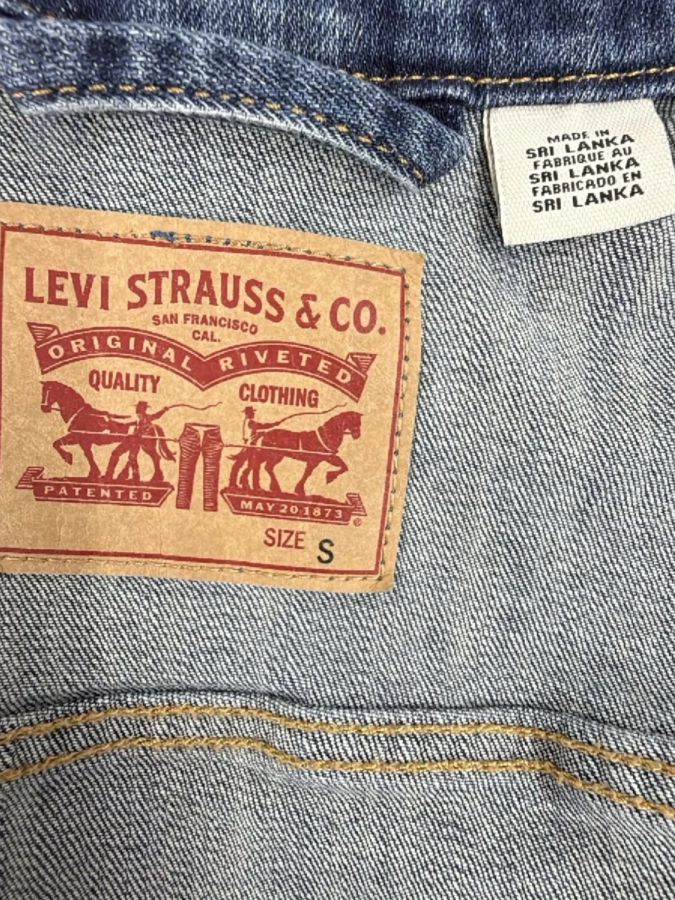 LEVI STRAUSS & CO.
SAN FRANCISCO
CAL.
ORIGINAL RIVETED
QUALITY CLOTHING
PATENTED MAY 20 1873 ®
SIZE S
MADE IN
SRI LANKA
FABRIQUE AU
SRI LANKA
FABRICADO EN
SRI LANKA